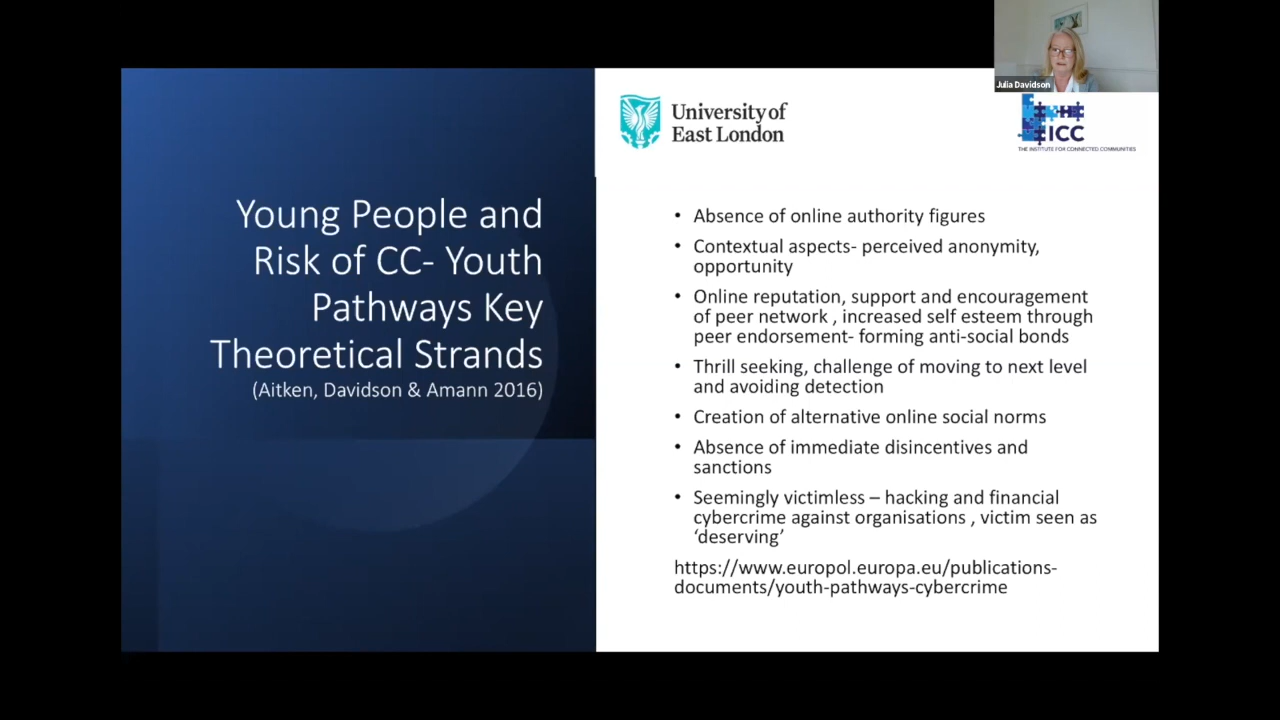 Julia Davidson
University of
East London
ICC
THE INSTITUTE FOR CONNECTED COMMUNITIES
Young People and
Risk of CC- Youth
Pathways Key
Theoretical Strands
(Aitken, Davidson & Amann 2016)
• Absence of online authority figures
• Contextual aspects- perceived anonymity,
opportunity
• Online reputation, support and encouragement
of peer network , increased self esteem through
peer endorsement- forming anti-social bonds
• Thrill seeking, challenge of moving to next level
and avoiding detection
• Creation of alternative online social norms
• Absence of immediate disincentives and
sanctions
• Seemingly victimless – hacking and financial
cybercrime against organisations , victim seen as
‘deserving’
https://www.europol.europa.eu/publications-
documents/youth-pathways-cybercrime